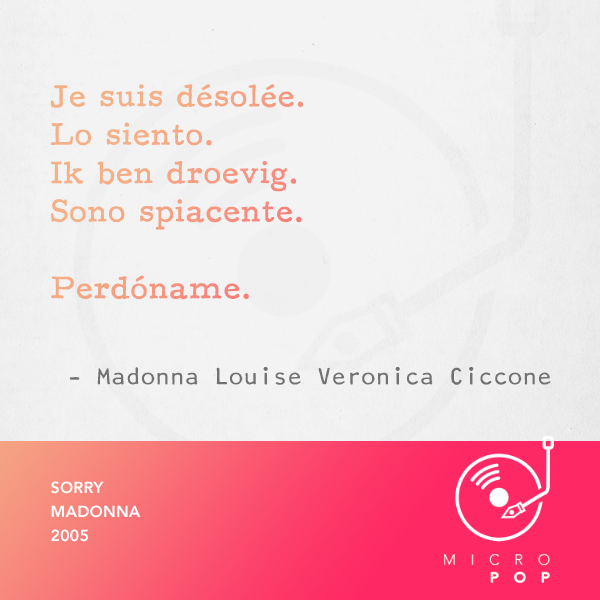 Je suis désolée.
Lo siento.
Ik ben droevig.
Sono spiacente.
Perdóname.
- Madonna Louise Veronica Ciccone
SORRY
MADONNA
2005
MICRO
POP